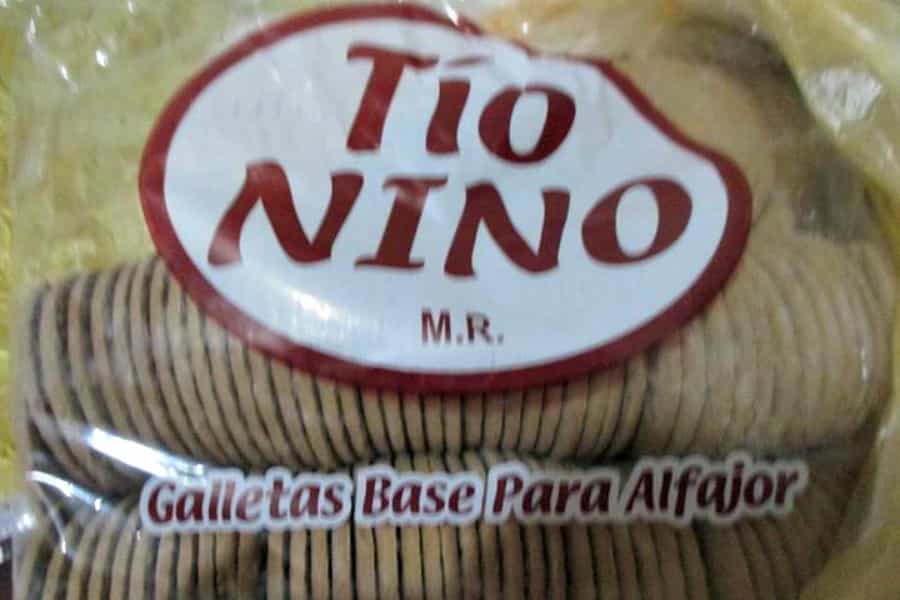 Tío
NINO
M.R.
Galletas Base Para Alfajor